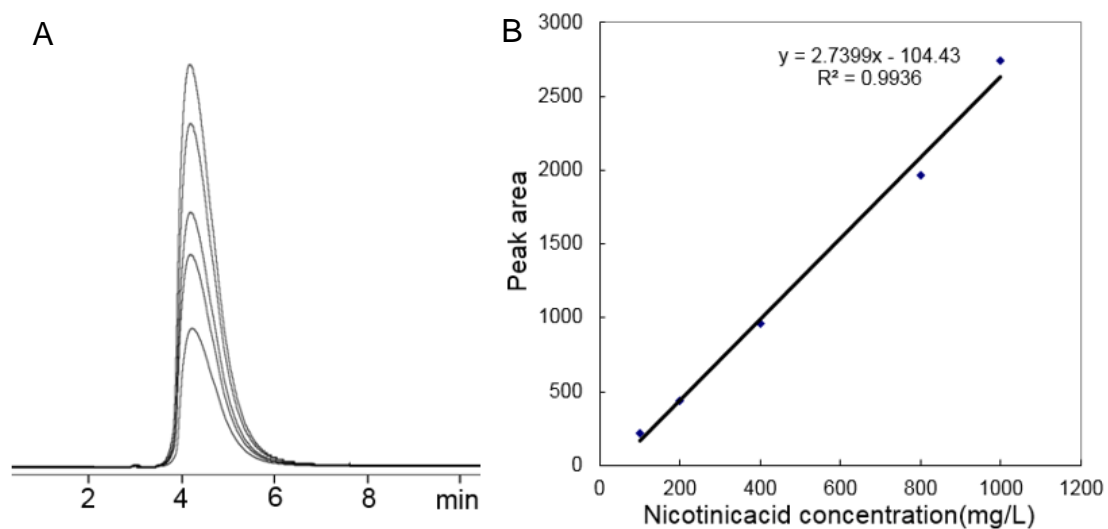 A
2
4
6
8
min
B
y = 2.7399x - 104.43
R² = 0.9936
Peak area
3000
2500
2000
1500
1000
500
0
0 200 400 600 800 1000 1200
Nicotinicacid concentration(mg/L)